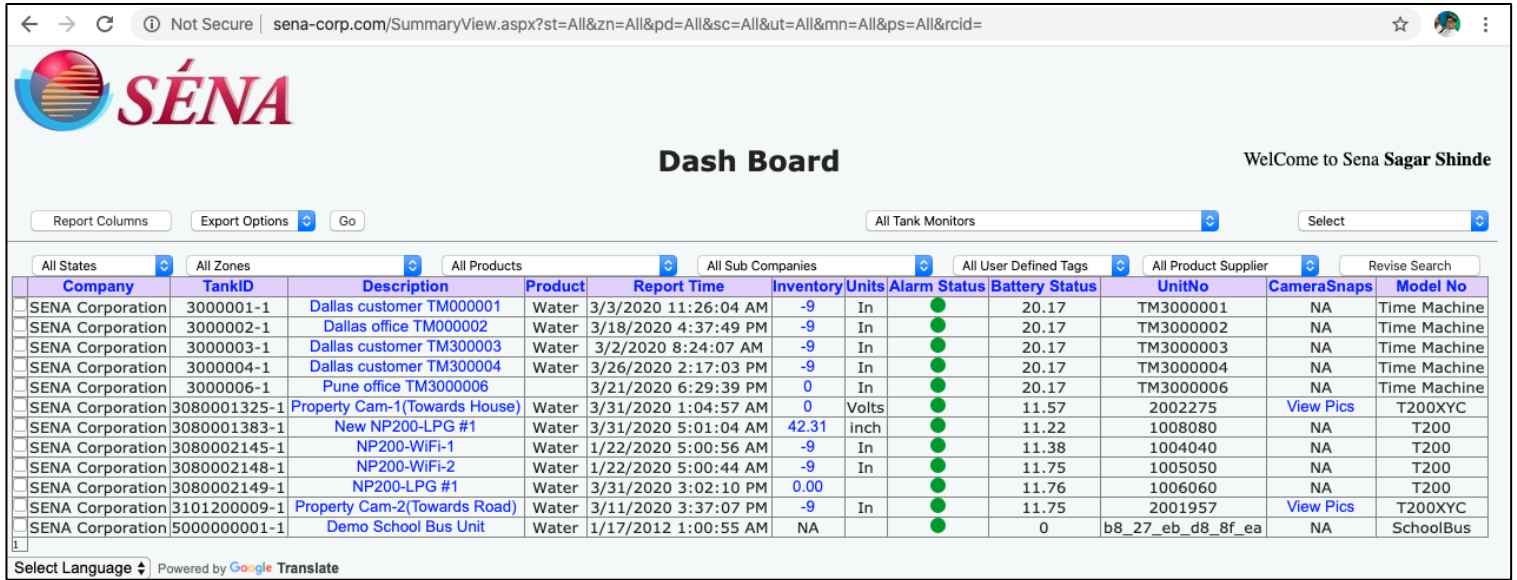 Not Secure | sena-corp.com/SummaryView.aspx?st=All&zn=All&pd=All&sc=All&ut=All&mn=All&ps=All&rcid=
SÉNA
Dash Board
WelCome to Sena Sagar Shinde
Report Columns Export Options Go All Tank Monitors Select
All States All Zones All Products All Sub Companies All User Defined Tags All Product Supplier Revise Search
Company TankID Description Product Report Time Inventory Units Alarm Status Battery Status UnitNo CameraSnaps Model No
SENA Corporation 3000001-1 Dallas customer TM000001 Water 3/3/2020 11:26:04 AM -9 In 20.17 TM3000001 NA Time Machine
SENA Corporation 3000002-1 Dallas office TM000002 Water 3/18/2020 4:37:49 PM -9 In 20.17 TM3000002 NA Time Machine
SENA Corporation 3000003-1 Dallas customer TM300003 Water 3/2/2020 8:24:07 AM -9 In 20.17 TM3000003 NA Time Machine
SENA Corporation 3000004-1 Dallas customer TM300004 Water 3/26/2020 2:17:03 PM -9 In 20.17 TM3000004 NA Time Machine
SENA Corporation 3000006-1 Pune office TM3000006 3/21/2020 6:29:39 PM 0 In 20.17 TM3000006 NA Time Machine
SENA Corporation 3080001325-1 Property Cam-1(Towards House) Water 3/31/2020 1:04:57 AM 0 Volts 11.57 2002275 View Pics T200XYC
SENA Corporation 3080001383-1 New NP200-LPG #1 Water 3/31/2020 5:01:04 AM 42.31 inch 11.22 1008080 NA T200
SENA Corporation 3080002145-1 NP200-WiFi-1 Water 1/22/2020 5:00:56 AM -9 In 11.38 1004040 NA T200
SENA Corporation 3080002148-1 NP200-WiFi-2 Water 1/22/2020 5:00:44 AM -9 In 11.75 1005050 NA T200
SENA Corporation 3080002149-1 NP200-LPG #1 Water 3/31/2020 3:02:10 PM 0.00 11.76 1006060 NA T200
SENA Corporation 3101200009-1 Property Cam-2(Towards Road) Water 3/11/2020 3:37:07 PM -9 In 11.75 2001957 View Pics T200XYC
SENA Corporation 5000000001-1 Demo School Bus Unit Water 1/17/2012 1:00:55 AM NA 0 b8_27_eb_d8_8f_ea NA SchoolBus
1
Select Language Powered by Google Translate